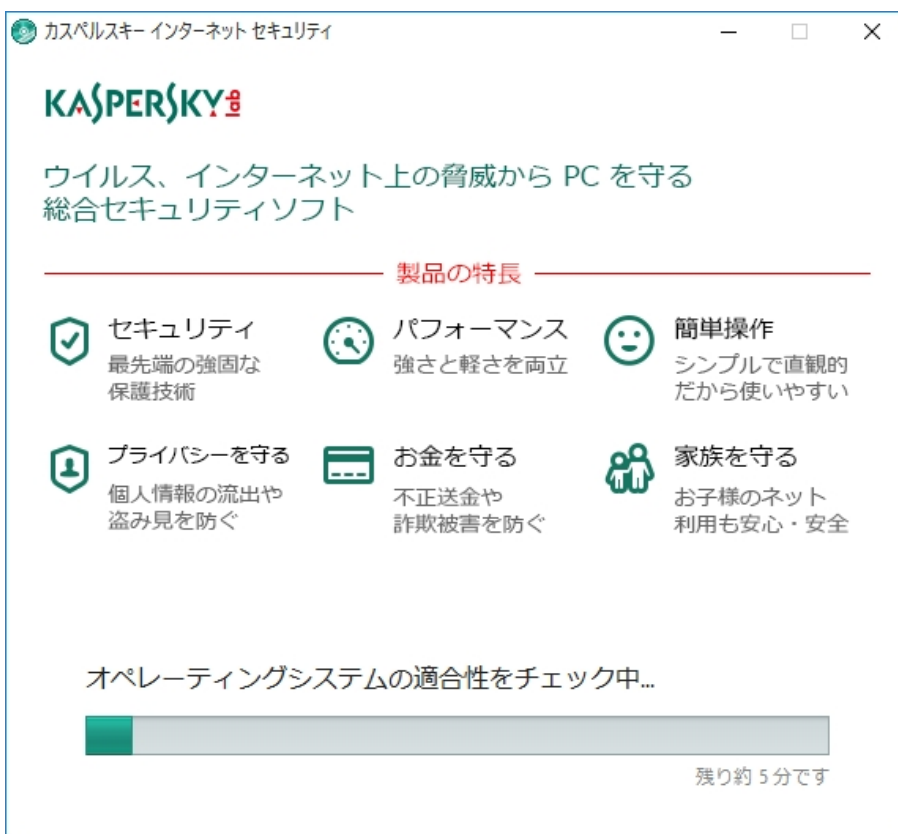 カスペルスキー インターネット セキュリティ
KASPERSKY lab
ウイルス、インターネット上の脅威から PC を守る
総合セキュリティソフト
製品の特長
セキュリティ
最先端の強固な
保護技術
パフォーマンス
強さと軽さを両立
簡単操作
シンプルで直観的
だから使いやすい
プライバシーを守る
個人情報の流出や
盗み見を防ぐ
お金を守る
不正送金や
詐欺被害を防ぐ
家族を守る
お子様のネット
利用も安心・安全
オペレーティングシステムの適合性をチェック中...
残り約 5 分です